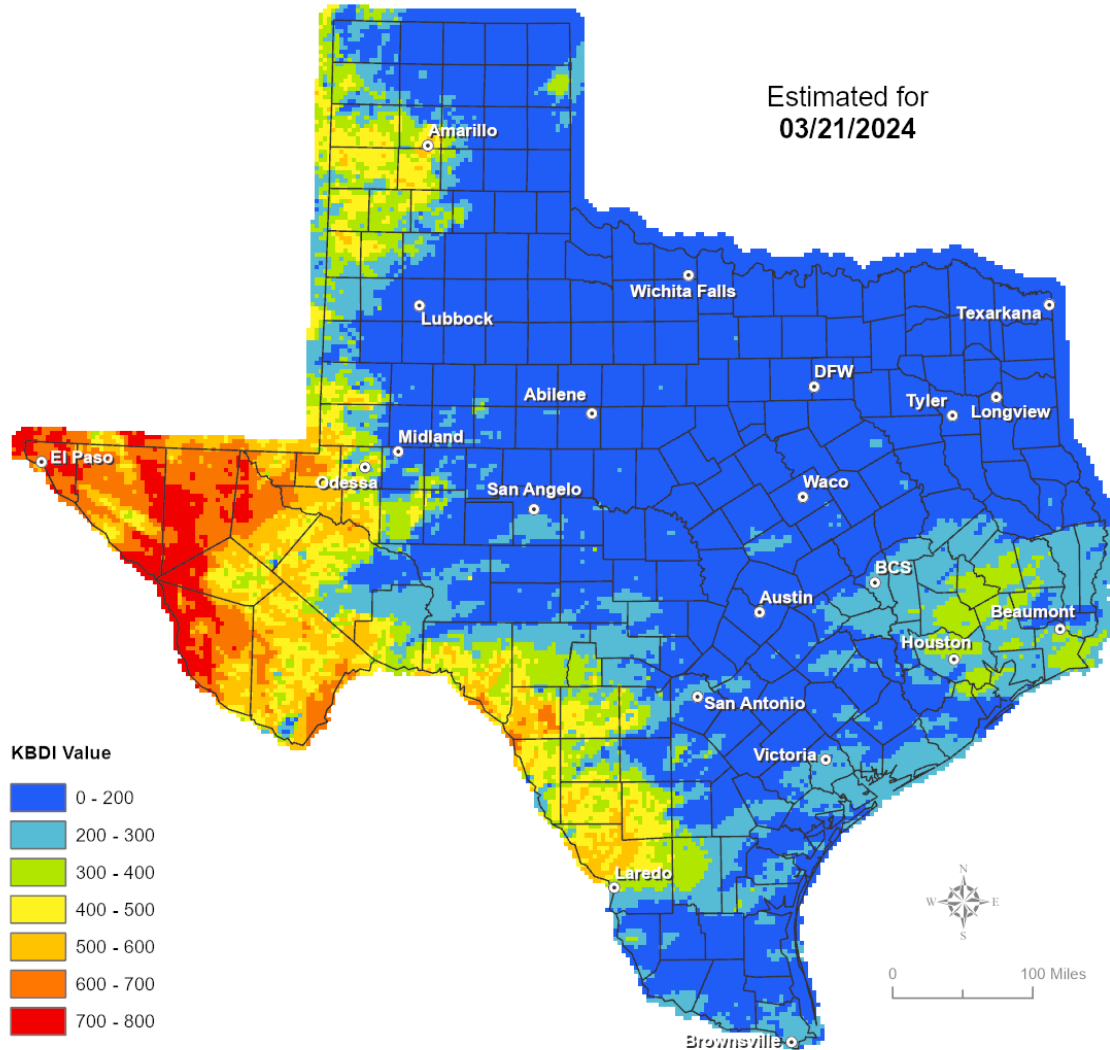 Estimated for
03/21/2024
Amarillo
Wichita Falls
Lubbock
Texarkana
DFW
Abilene
Tyler
Longview
Midland
El Paso
Odessa
San Angelo
Waco
BCS
Austin
Beaumont
Houston
San Antonio
Victoria
KBDI Value
0 - 200
200 - 300
300 - 400
400 - 500
500 - 600
600 - 700
700 - 800
Laredo
N
W E
S
0 100 Miles
Brownsville